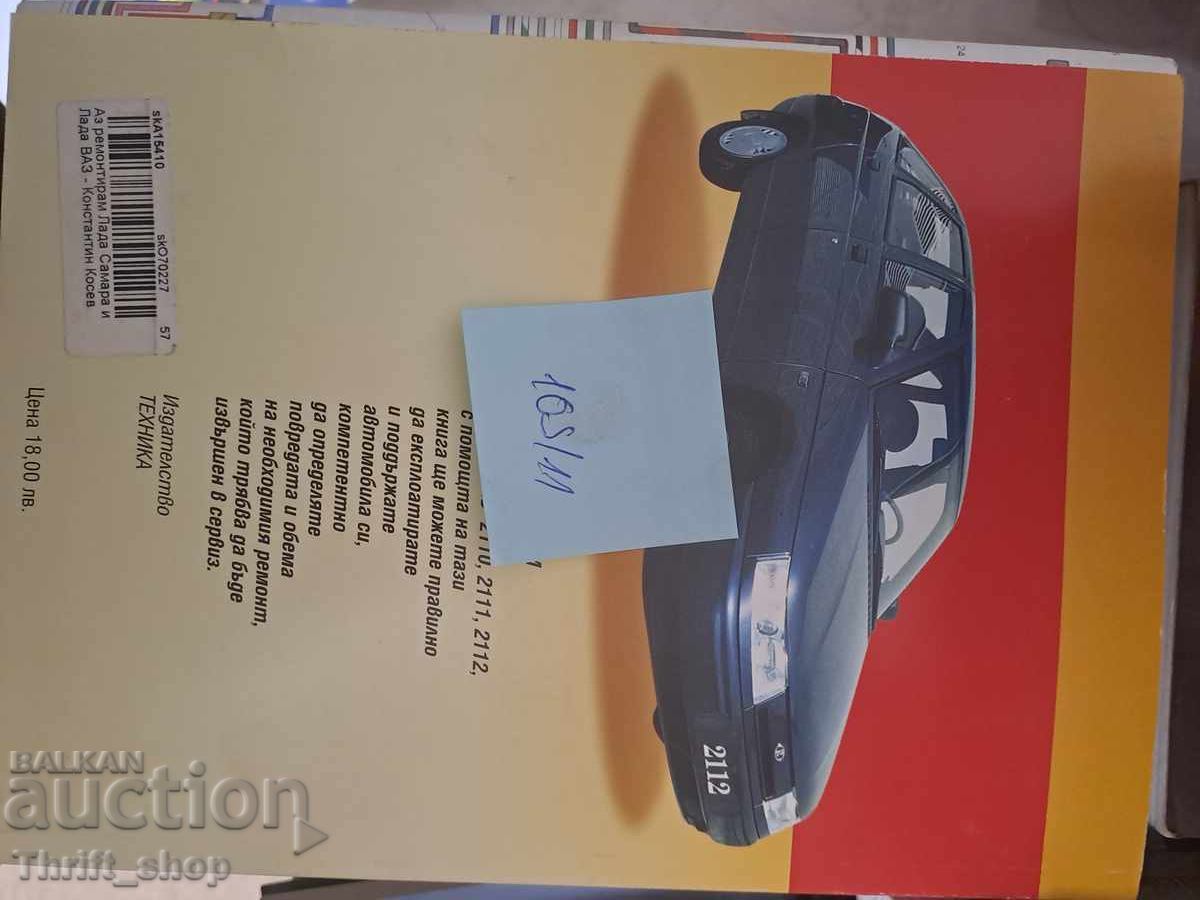 skA15410
skO70227 57
Аз ремонтирам Лада Самара и
Лада ВАЗ - Константин Косев
2110, 2111, 2112,
с помощта на тази
книга ще можете правилно
да експлоатирате
и поддържате
автомобила си,
компетентно
да определяте
повредата и обема
на необходимия ремонт,
който трябва да бъде
извършен в сервиз.
Издателство
ТЕХНИКА
Цена 18,00 лв.
2112
24
BALKAN
auction
Thrift_shop